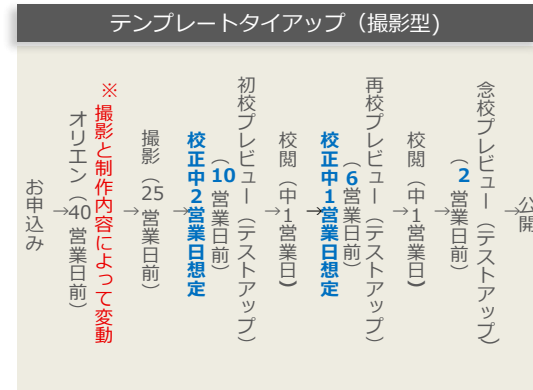 テンプレートタイアップ（撮影型)
お申込み
→
オリエン（40営業日前）
※撮影と制作内容によって変動
→
撮影（25営業日前）
→
初校プレビュー（テストアップ）
（10営業日前）
校正中2営業日想定
→
校閲（中1営業日）
→
再校プレビュー（テストアップ）
（6営業日前）
校正中1営業日想定
→
校閲（中1営業日）
→
念校プレビュー（テストアップ）
（2営業日前）
→
公開